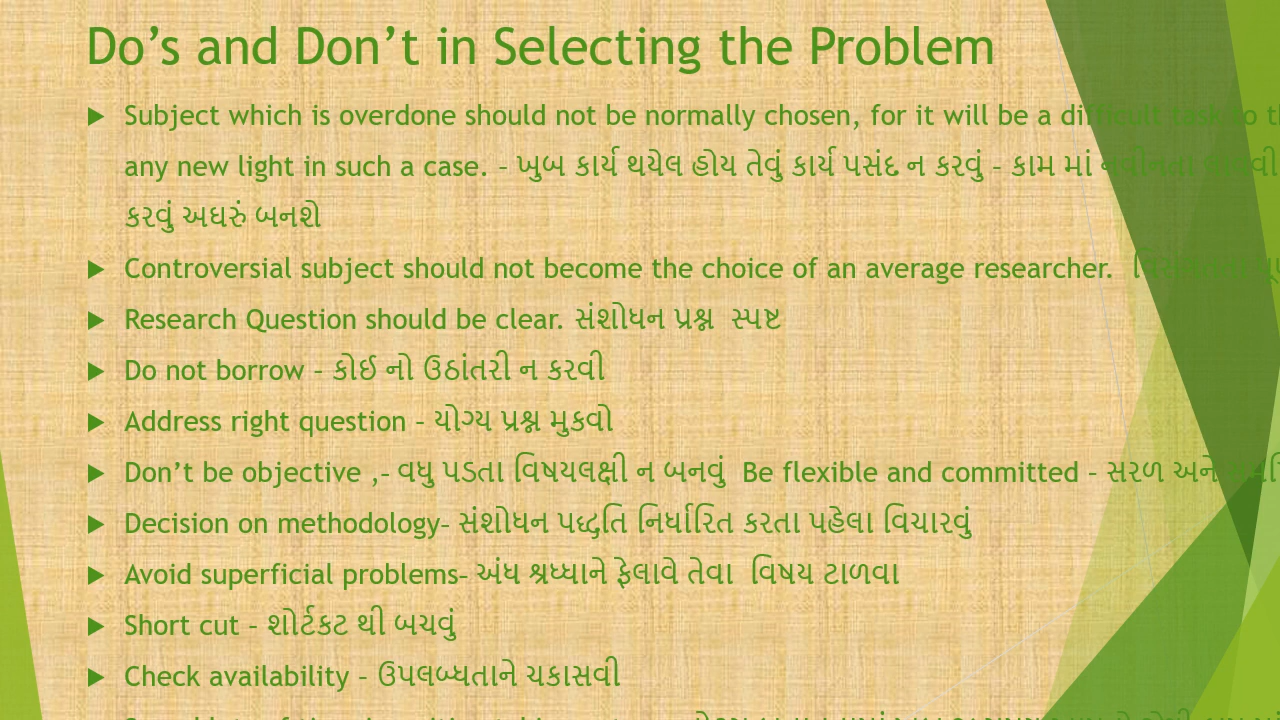 Do’s and Don’t in Selecting the Problem
Subject which is overdone should not be normally chosen, for it will be a difficult task to
any new light in such a case. – ખુબ કાર્ય થયેલ હોય તેવું કાર્ય પસંદ ન કરવું – કામ માં નવીનતા
કરવું અઘરું બનશે
Controversial subject should not become the choice of an average researcher.
Research Question should be clear. સંશોધન પ્રશ્ન સ્પષ્ટ
Do not borrow – કોઈ નો ઉઠાંતરી ન કરવી
Address right question – યોગ્ય પ્રશ્ન મુકવો
Don’t be objective ,– વધુ પડતા વિષયલક્ષી ન બનવું Be flexible and committed – સરળ અને
Decision on methodology– સંશોધન પદ્ધતિ નિર્ધારિત કરતા પહેલા વિચારવું
Avoid superficial problems– અંધ શ્રધ્ધાને ફેલાવે તેવા વિષય ટાળવા
Short cut – શોર્ટકટ થી બચવું
Check availability – ઉપલબ્ધતાને ચકાસવી